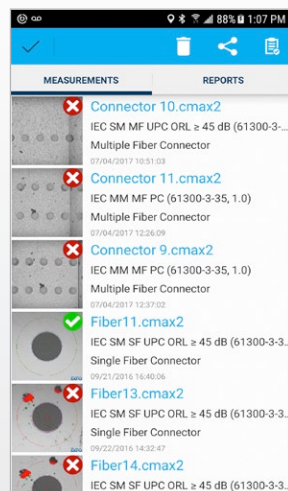 88% 1:07 PM
MEASUREMENTS REPORTS
Connector 10.cmax2
IEC SM MF UPC ORL ≥ 45 dB (61300-3-...
Multiple Fiber Connector
07/04/2017 10:51:03
Connector 11.cmax2
IEC MM MF PC (61300-3-35, 1.0)
Multiple Fiber Connector
07/04/2017 12:26:09
Connector 9.cmax2
IEC MM MF PC (61300-3-35, 1.0)
Multiple Fiber Connector
07/04/2017 12:37:02
Fiber11.cmax2
IEC SM SF UPC ORL ≥ 45 dB (61300-3-3...
Single Fiber Connector
09/21/2016 16:40:06
Fiber13.cmax2
IEC SM SF UPC ORL ≥ 45 dB (61300-3-3...
Single Fiber Connector
09/22/2016 14:32:47
Fiber14.cmax2
IEC SM SF UPC ORL ≥ 45 dB (61300-3-3...